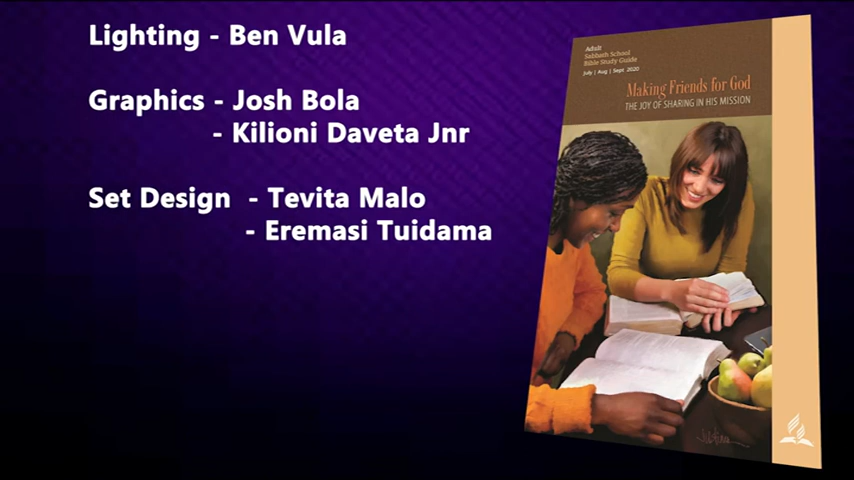 Lighting - Ben Vula
Graphics - Josh Bola
- Kilioni Daveta Jnr
Set Design - Tevita Malo
- Eremasi Tuidama
Adult
Sabbath School
Bible Study Guide
July | Aug | Sept 2020
Making Friends for God
THE JOY OF SHARING IN HIS MISSION